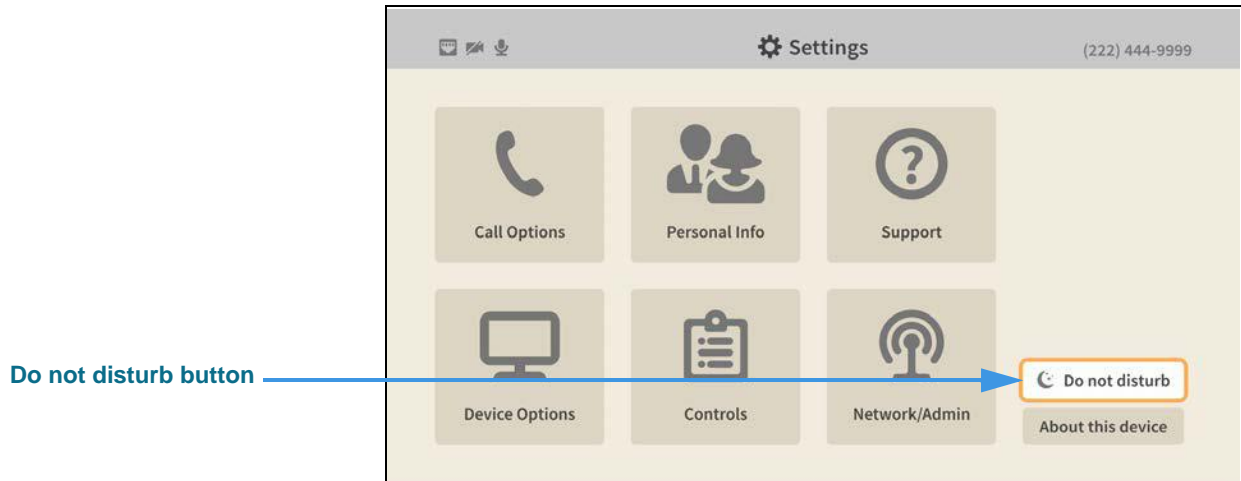 Settings
(222) 444-9999
Call Options
Personal Info
Support
Do not disturb button
Do not disturb
Device Options
Controls
Network/Admin
About this device